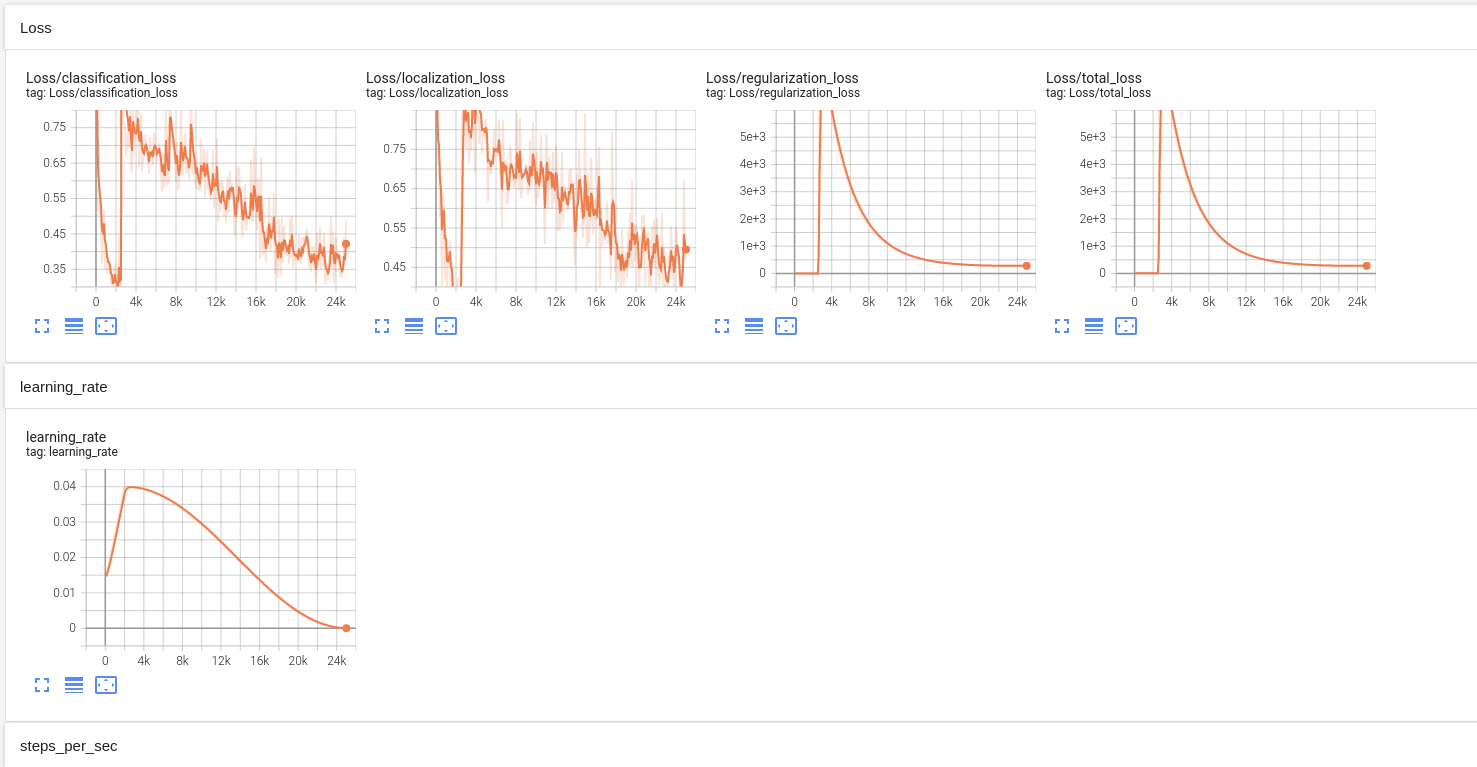 Loss
Loss/classification_loss
tag: Loss/classification_loss
0.75
0.65
0.55
0.45
0.35
0 4k 8k 12k 16k 20k 24k
Loss/localization_loss
tag: Loss/localization_loss
0.75
0.65
0.55
0.45
0 4k 8k 12k 16k 20k 24k
Loss/regularization_loss
tag: Loss/regularization_loss
5e+3
4e+3
3e+3
2e+3
1e+3
0
0 4k 8k 12k 16k 20k 24k
Loss/total_loss
tag: Loss/total_loss
5e+3
4e+3
3e+3
2e+3
1e+3
0
0 4k 8k 12k 16k 20k 24k
learning_rate
learning_rate
tag: learning_rate
0.04
0.03
0.02
0.01
0
0 4k 8k 12k 16k 20k 24k
steps_per_sec